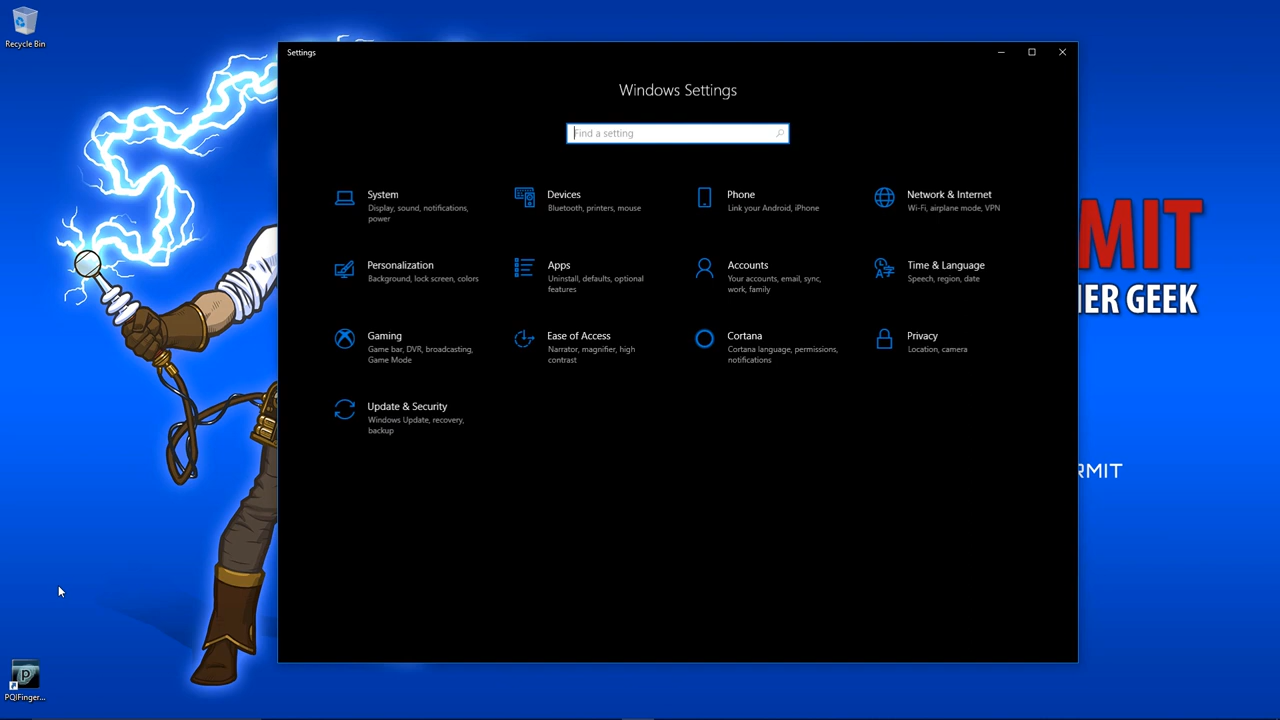 Recycle Bin
Settings
Windows Settings
Find a setting
System
Display, sound, notifications,
power
Devices
Bluetooth, printers, mouse
Phone
Link your Android, iPhone
Network & Internet
Wi-Fi, airplane mode, VPN
Personalization
Background, lock screen, colors
Apps
Uninstall, defaults, optional
features
Accounts
Your accounts, email, sync,
work, family
Time & Language
Speech, region, date
Gaming
Game bar, DVR, broadcasting,
Game Mode
Ease of Access
Narrator, magnifier, high
contrast
Cortana
Cortana language, permissions,
notifications
Privacy
Location, camera
Update & Security
Windows Update, recovery,
backup
MIT
IER GEEK
RMIT
PQIFinger...